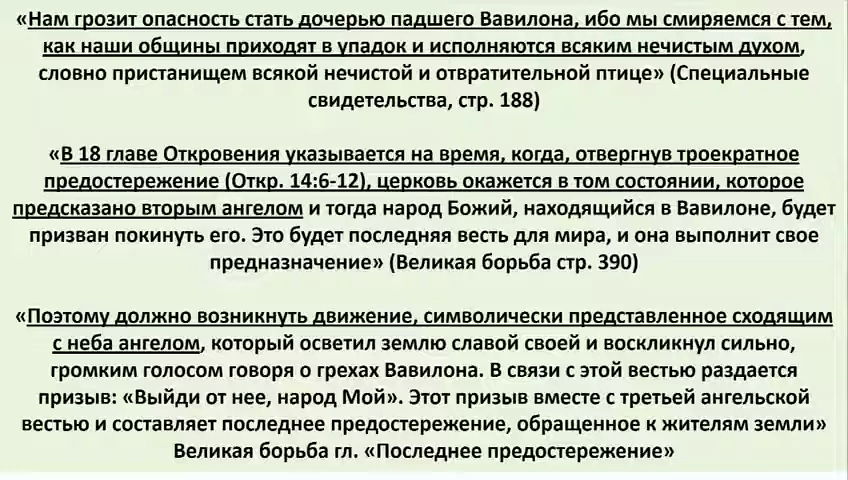 «Нам грозит опасность стать дочерью падшего Вавилона, ибо мы смиряемся с тем,
как наши общины приходят в упадок и исполняются всяким нечистым духом,
словно пристанищем всякой нечистой и отвратительной птице» (Специальные
свидетельства, стр. 188)
«В 18 главе Откровения указывается на время, когда, отвергнув троекратное
предостережение (Откр. 14:6-12), церковь окажется в том состоянии, которое
предсказано вторым ангелом и тогда народ Божий, находящийся в Вавилоне, будет
призван покинуть его. Это будет последняя весть для мира, и она выполнит свое
предназначение» (Великая борьба стр. 390)
«Поэтому должно возникнуть движение, символически представленное сходящим
с неба ангелом, который осветил землю славой своей и воскликнул сильно,
громким голосом говоря о грехах Вавилона. В связи с этой вестью раздается
призыв: «Выйди от нее, народ Мой». Этот призыв вместе с третьей ангельской
вестью и составляет последнее предостережение, обращенное к жителям земли»
Великая борьба гл. «Последнее предостережение»